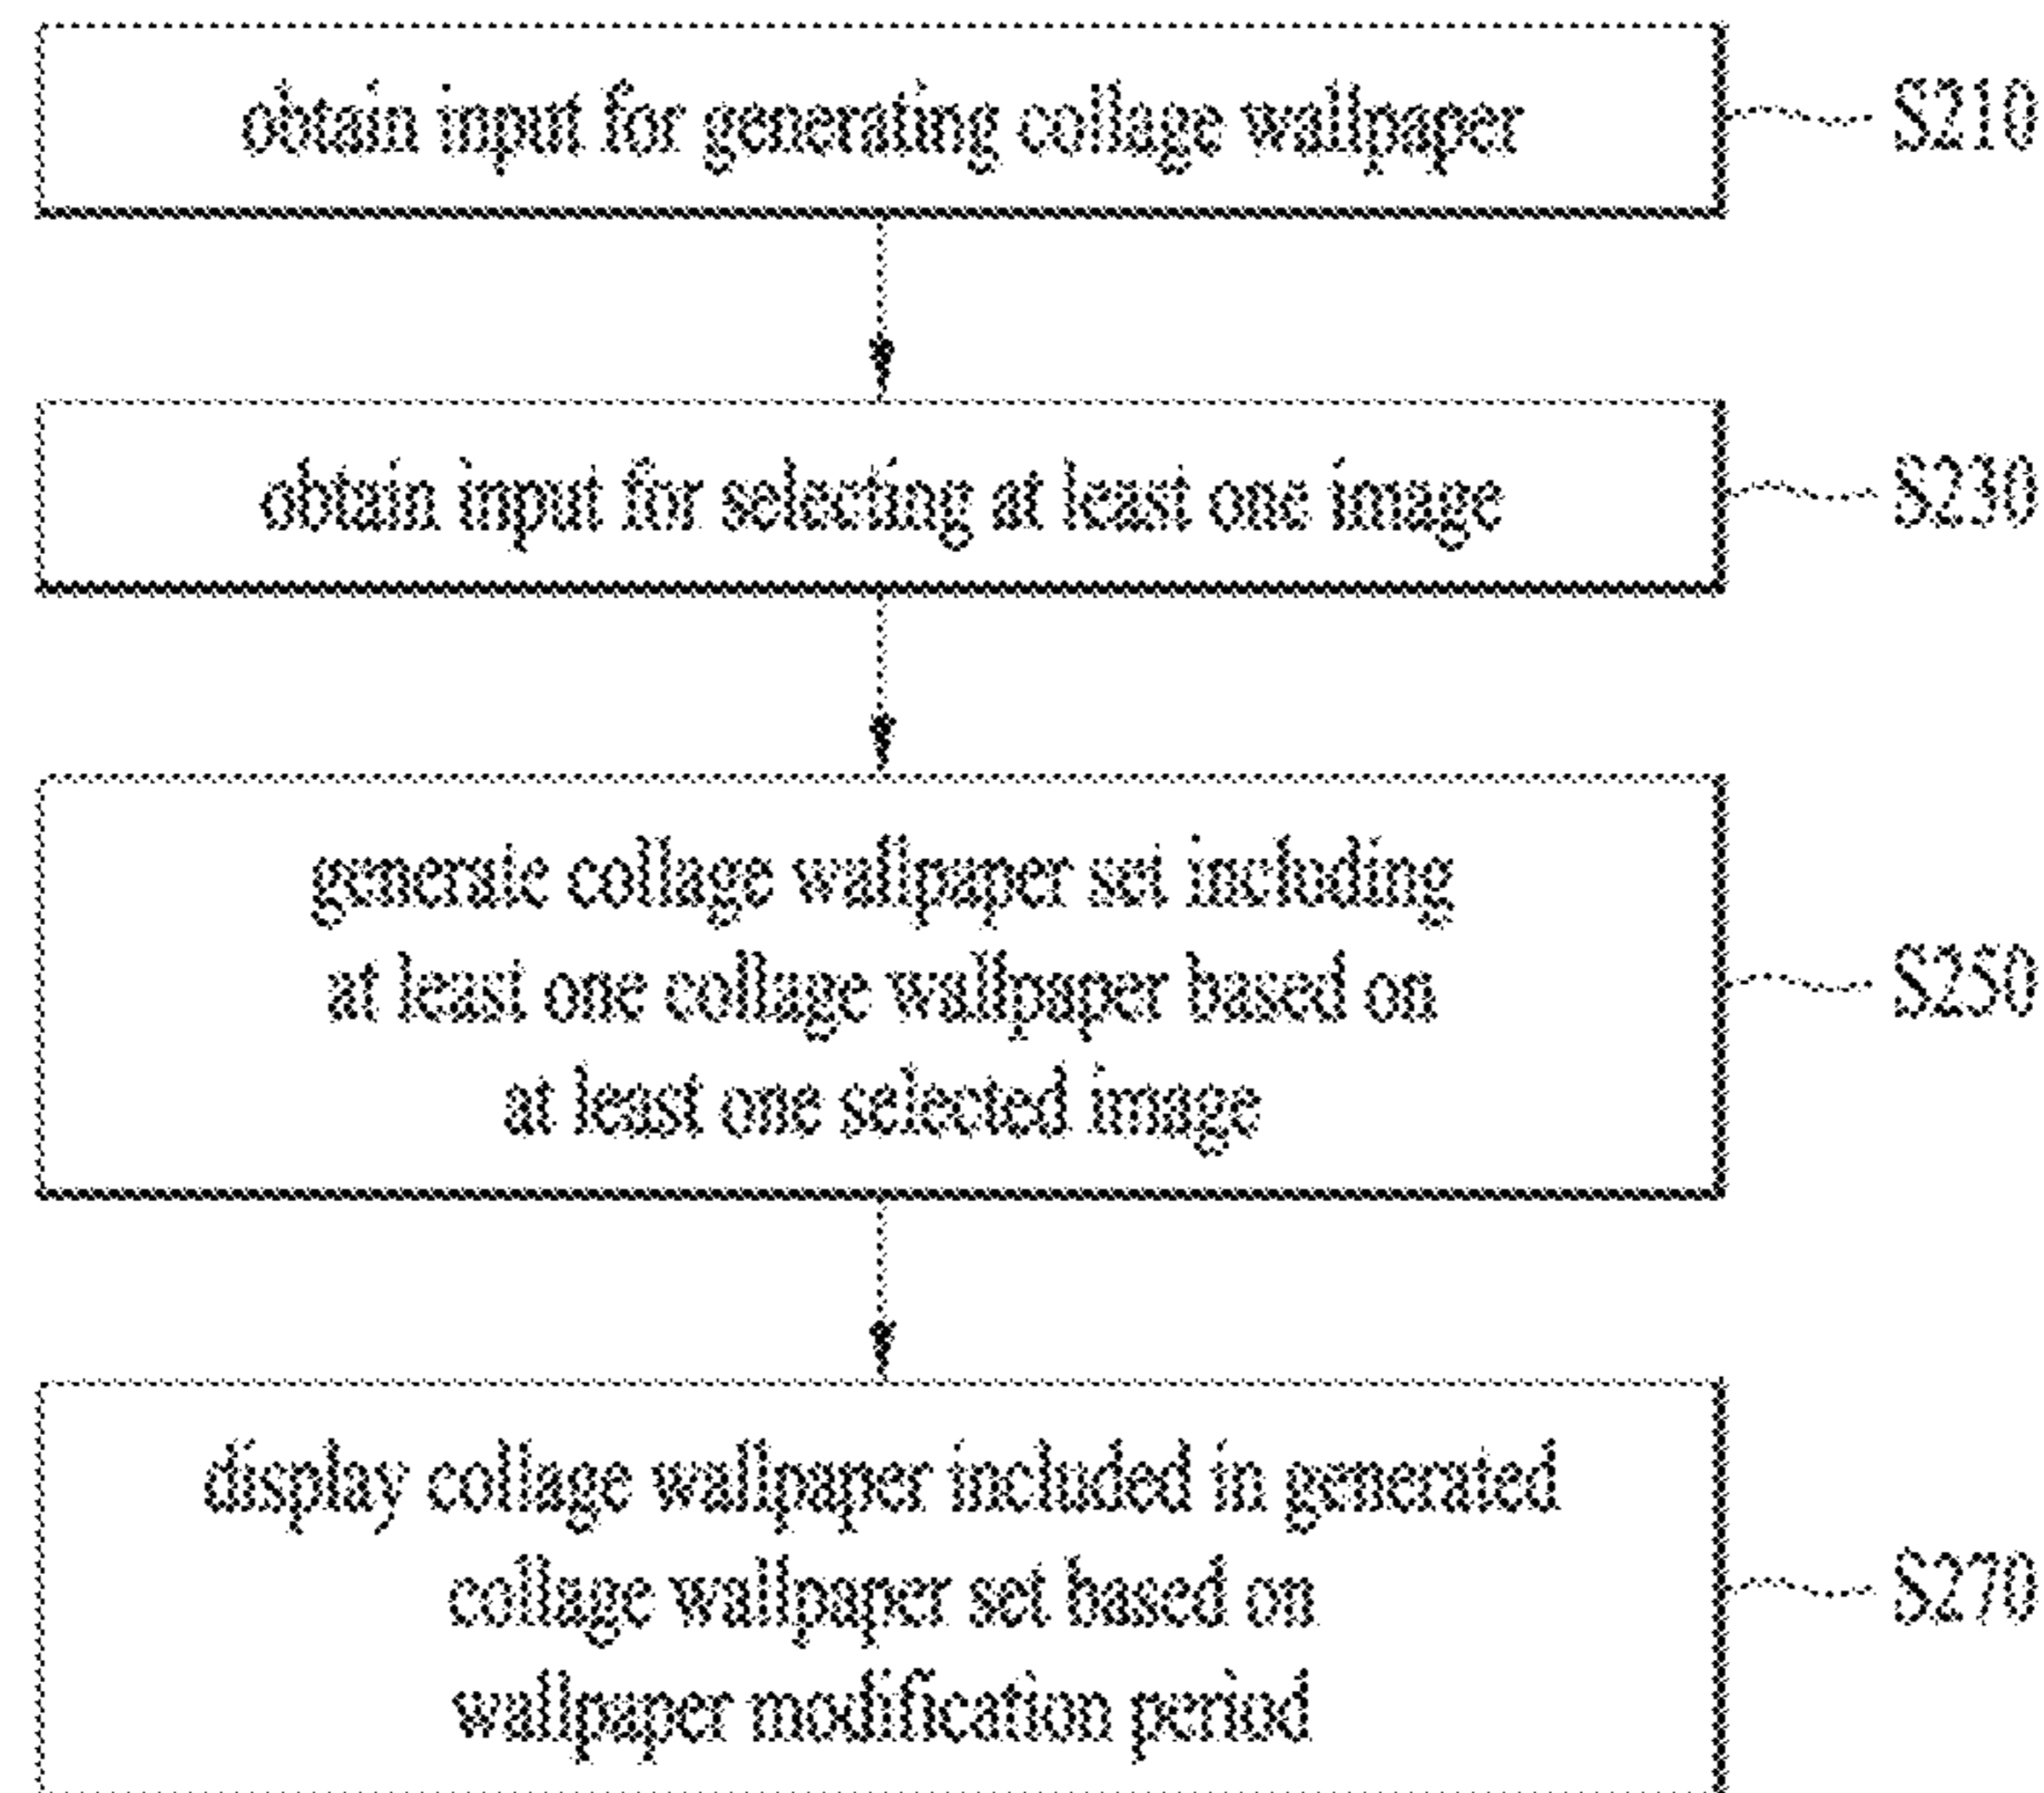 obtain input for generating collage wallpaper
S210
obtain input for selecting at least one image
S230
generate collage wallpaper set including
at least one collage wallpaper based on
at least one selected image
S250
display collage wallpaper included in generated
collage wallpaper set based on
wallpaper modification period
S270